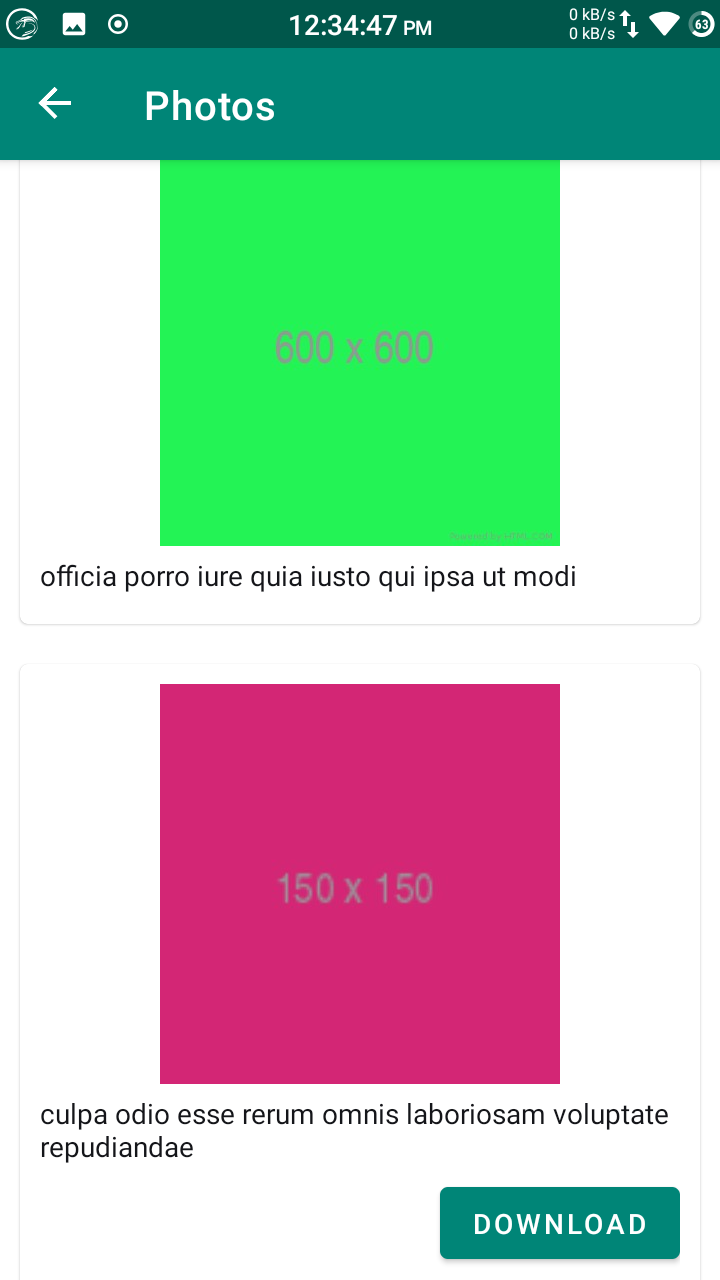 12:34:47 PM
0 kB/s
0 kB/s
63
Photos
600 x 600
Powered by HTML.COM
officia porro iure quia iusto qui ipsa ut modi
150 x 150
culpa odio esse rerum omnis laboriosam voluptate
repudiandae
DOWNLOAD